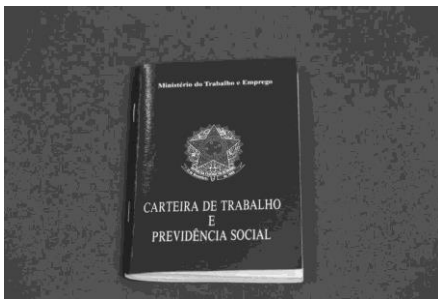 Ministério do Trabalho e Emprego
CARTEIRA DE TRABALHO
E
PREVIDÊNCIA SOCIAL